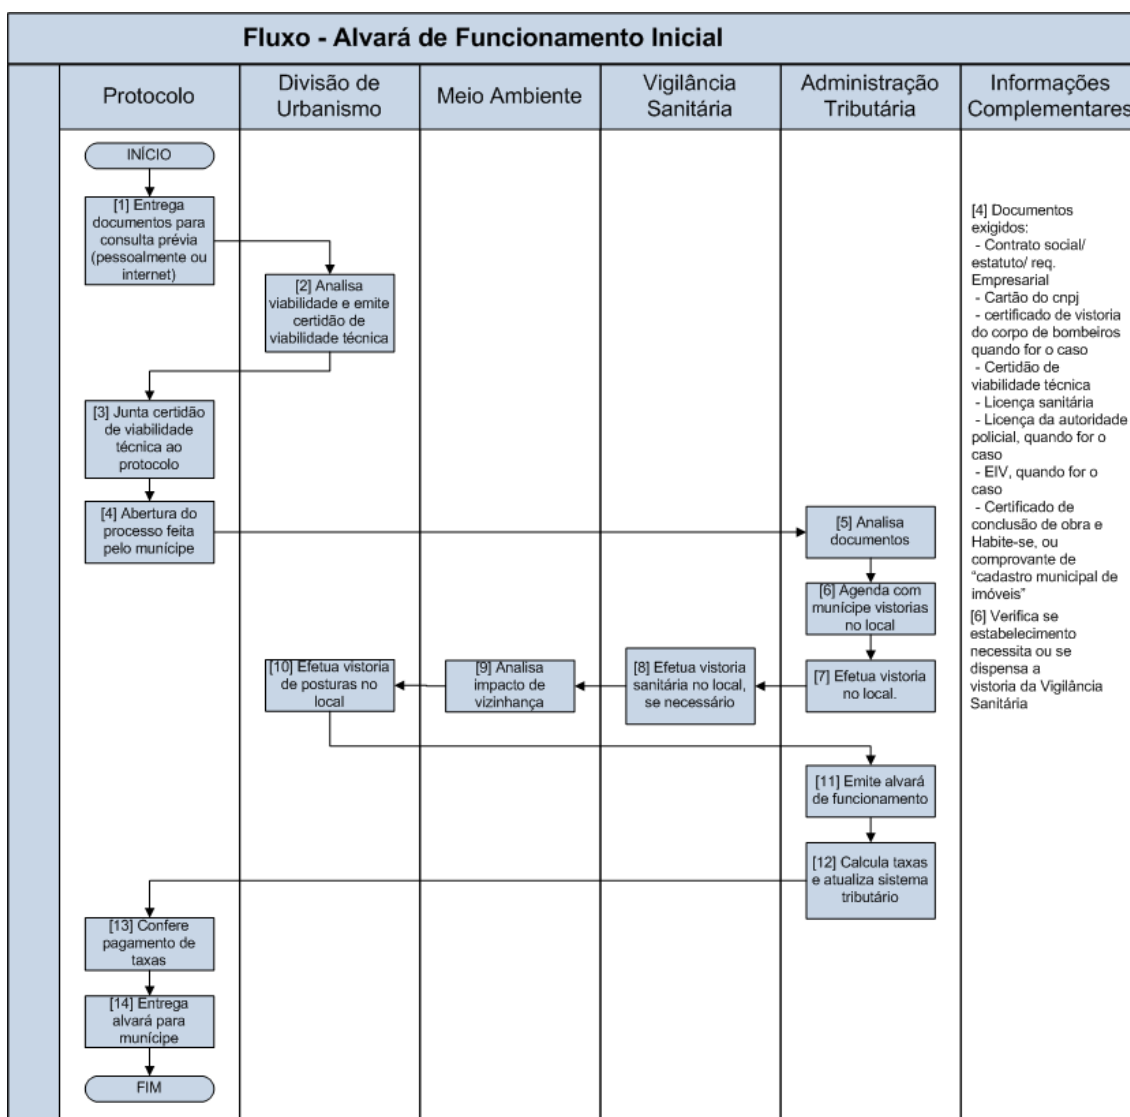 Fluxo - Alvará de Funcionamento Inicial
Protocolo
Divisão de
Urbanismo
Meio Ambiente
Vigilância
Sanitária
Administração
Tributária
Informações
Complementares
INÍCIO
[1] Entrega
documentos para
consulta prévia
(pessoalmente ou
internet)
[2] Analisa
viabilidade e emite
certidão de
viabilidade técnica
[3] Junta certidão
de viabilidade
técnica ao
protocolo
[4] Abertura do
processo feita
pelo munícipe
[5] Analisa
documentos
[6] Agenda com
munícipe vistorias
no local
[7] Efetua vistoria
no local.
[8] Efetua vistoria
sanitária no local,
se necessário
[9] Analisa
impacto de
vizinhança
[10] Efetua vistoria
de posturas no
local
[11] Emite alvará
de funcionamento
[12] Calcula taxas
e atualiza sistema
tributário
[13] Confere
pagamento de
taxas
[14] Entrega
alvará para
munícipe
FIM
[4] Documentos
exigidos:
- Contrato social/
estatuto/ req.
Empresarial
- Cartão do cnpj
- certificado de vistoria
do corpo de bombeiros
quando for o caso
- Certidão de
viabilidade técnica
- Licença sanitária
- Licença da autoridade
policial, quando for o
caso
- EIV, quando for o
caso
- Certificado de
conclusão de obra e
Habite-se, ou
comprovante de
“cadastro municipal de
imóveis”
[6] Verifica se
estabelecimento
necessita ou se
dispensa a
vistoria da Vigilância
Sanitária